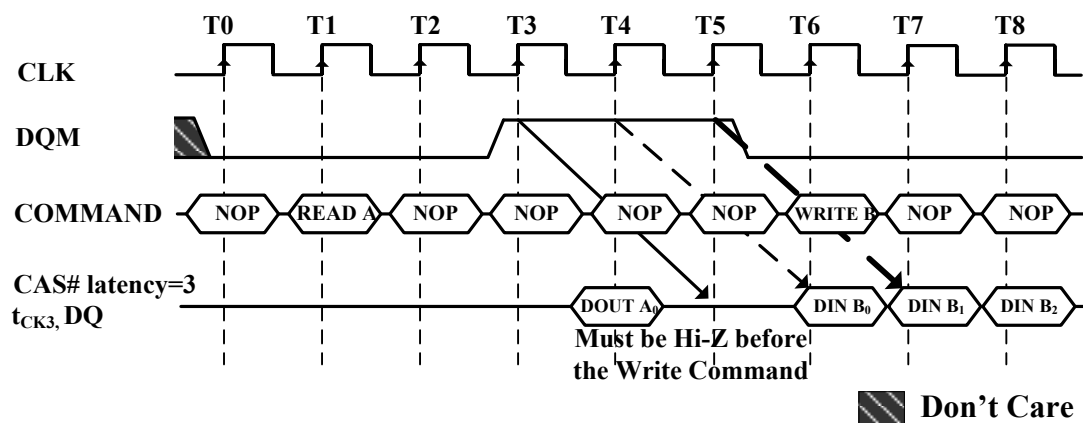 T0 T1 T2 T3 T4 T5 T6 T7 T8
CLK
DQM
COMMAND NOP READ A NOP NOP NOP NOP WRITE B NOP NOP
CAS# latency=3
tCK3, DQ DOUT A0 DIN B0 DIN B1 DIN B2
Must be Hi-Z before
the Write Command
Don't Care